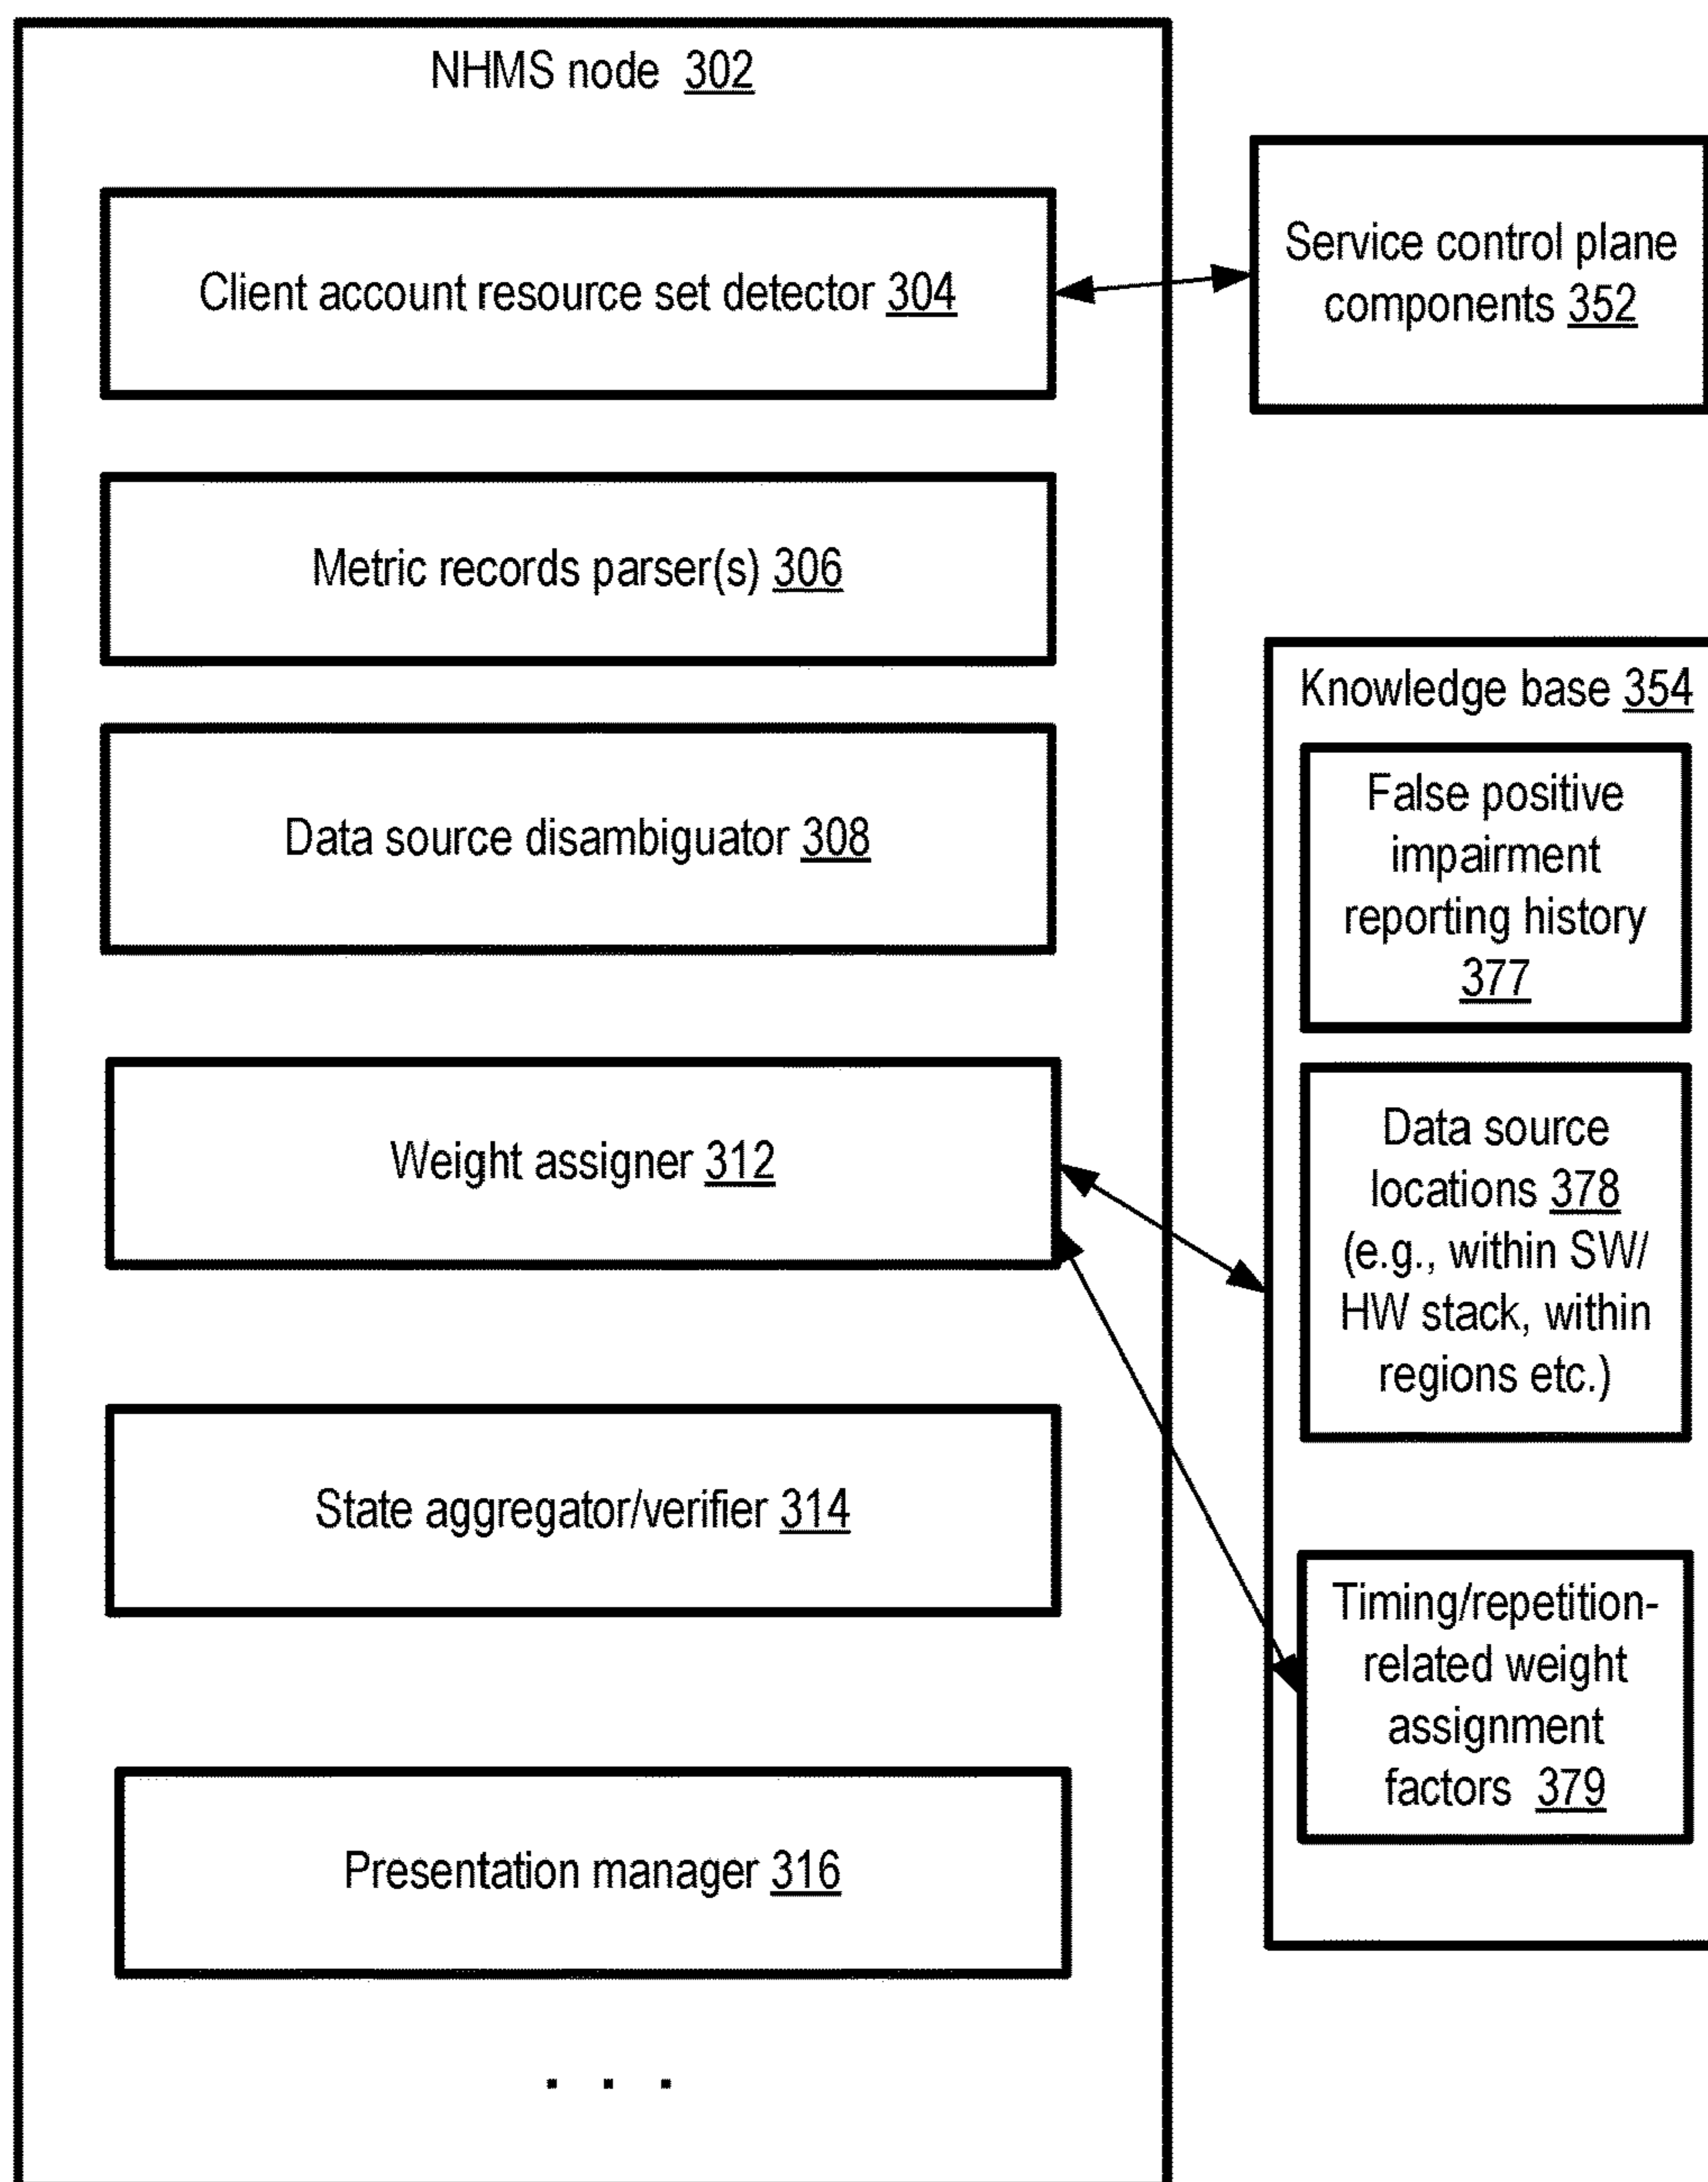 NHMS node 302
Client account resource set detector 304
Metric records parser(s) 306
Data source disambiguator 308
Weight assigner 312
State aggregator/verifier 314
Presentation manager 316
. . .
Service control plane
components 352
Knowledge base 354
False positive
impairment
reporting history
377
Data source
locations 378
(e.g., within SW/
HW stack, within
regions etc.)
Timing/repetition-
related weight
assignment
factors 379